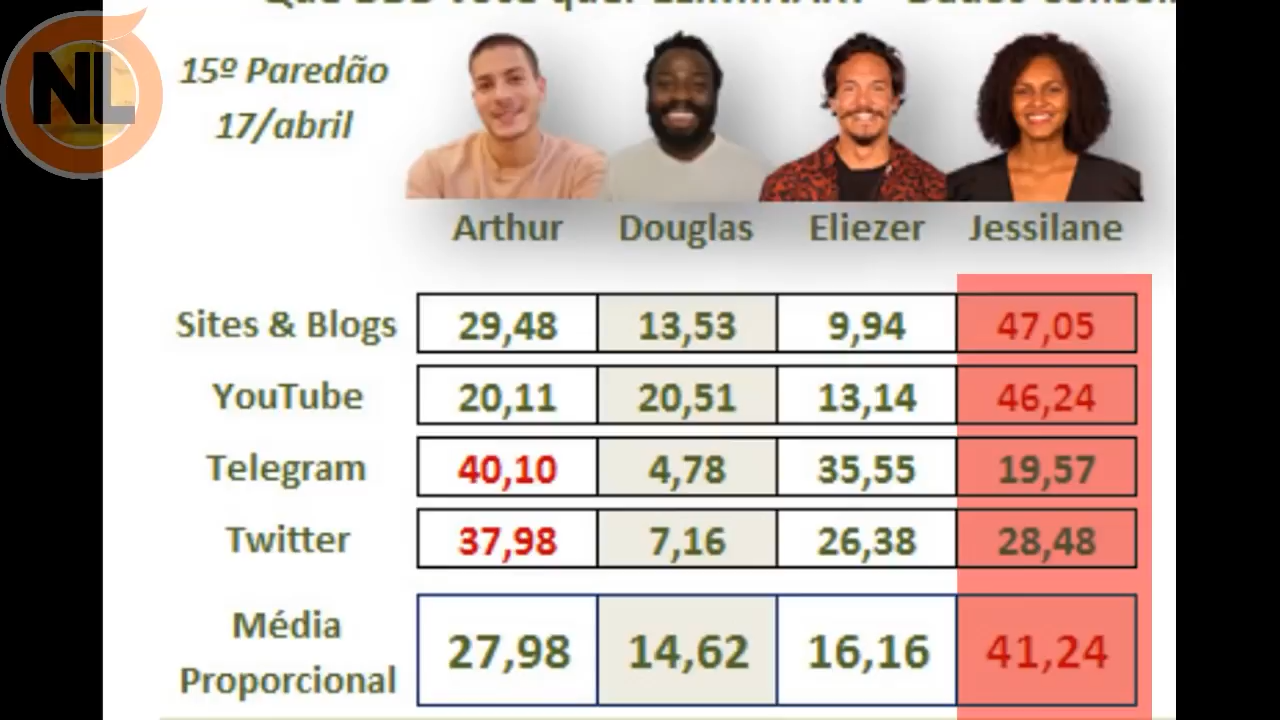 NL
15º Paredão
17/abril
Arthur Douglas Eliezer Jessilane
Sites & Blogs 29,48 13,53 9,94 47,05
YouTube 20,11 20,51 13,14 46,24
Telegram 40,10 4,78 35,55 19,57
Twitter 37,98 7,16 26,38 28,48
Média
Proporcional 27,98 14,62 16,16 41,24